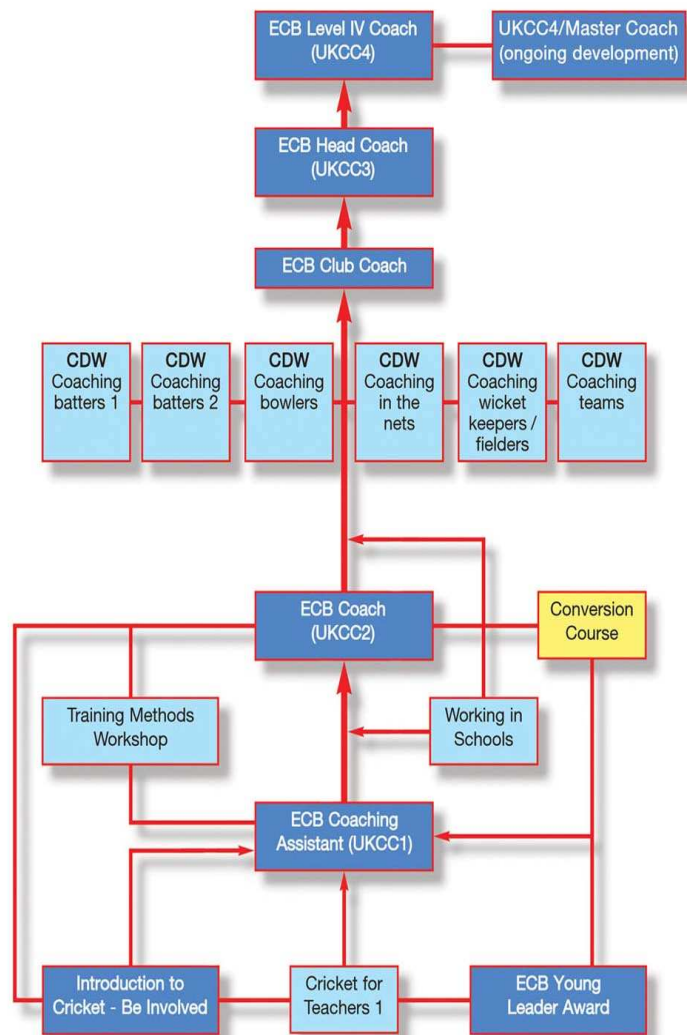 ECB Level IV Coach
(UKCC4)
UKCC4/Master Coach
(ongoing development)
ECB Head Coach
(UKCC3)
ECB Club Coach
CDW
Coaching
batters 1
CDW
Coaching
batters 2
CDW
Coaching
bowlers
CDW
Coaching
in the
nets
CDW
Coaching
wicket
keepers /
fielders
CDW
Coaching
teams
ECB Coach
(UKCC2)
Conversion
Course
Training Methods
Workshop
Working in
Schools
ECB Coaching
Assistant (UKCC1)
Introduction to
Cricket - Be Involved
Cricket for
Teachers 1
ECB Young
Leader Award